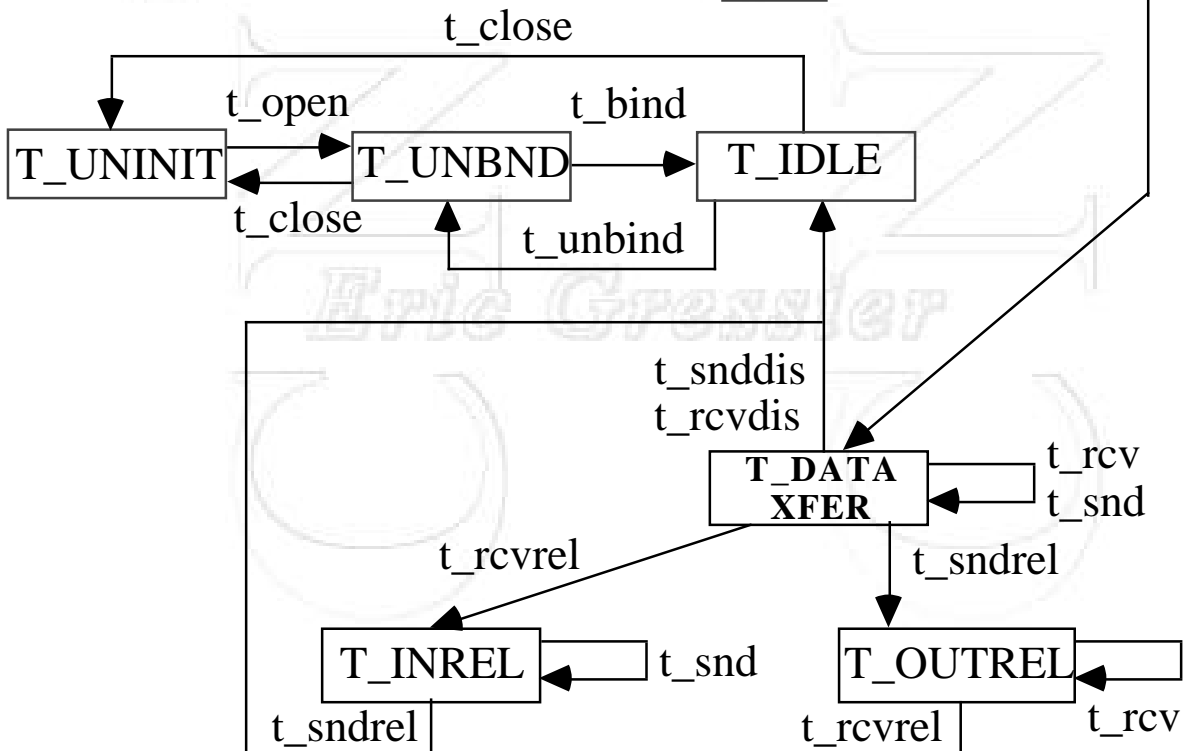 t_close
t_open
t_bind
T_UNINIT
T_UNBND
T_IDLE
t_close
t_unbind
Eric Gressier
t_snddis
t_rcvdis
T_DATA
XFER
t_rcv
t_snd
t_rcvrel
t_sndrel
T_INREL
t_snd
T_OUTREL
t_sndrel
t_rcvrel
t_rcv